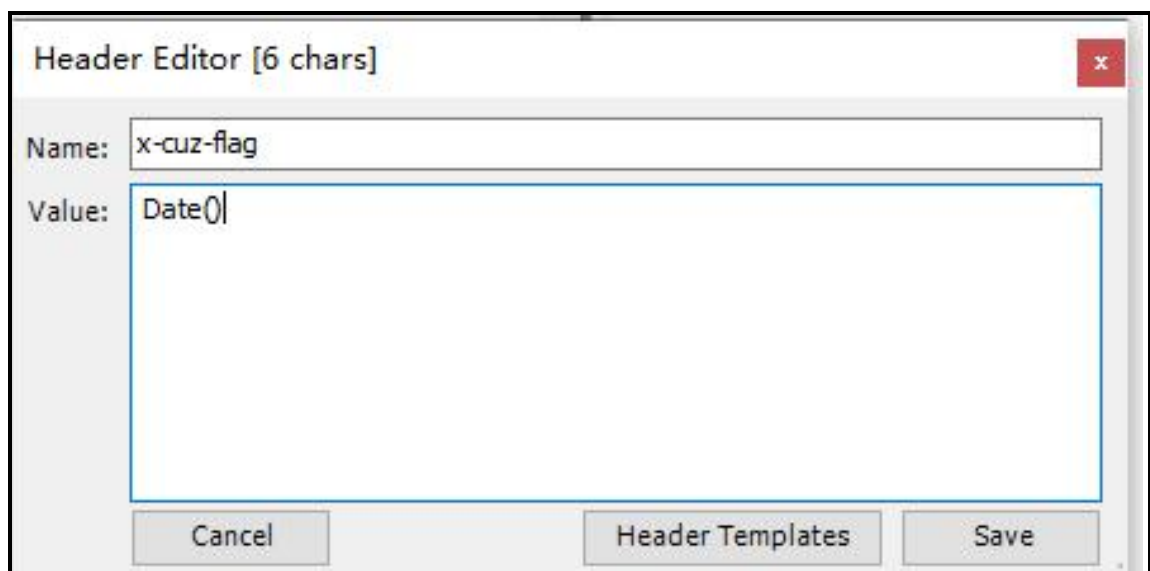 Header Editor [6 chars]
x
Name: x-cuz-flag
Value: Date()
Cancel Header Templates Save